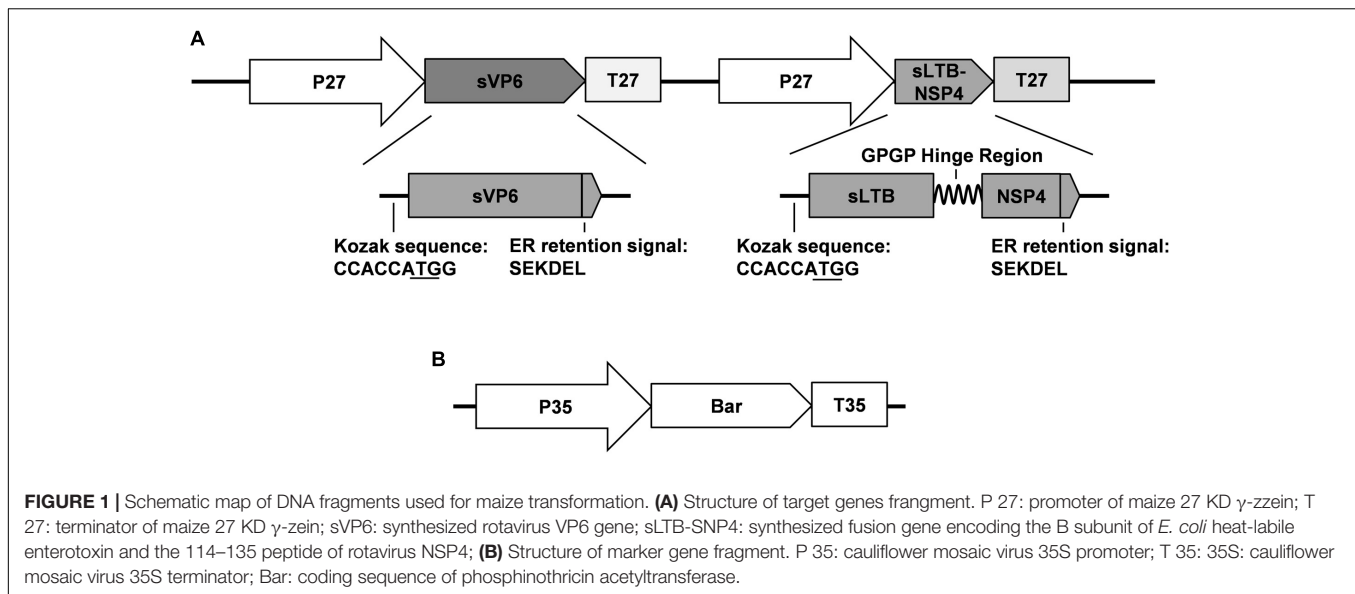 A
P27
sVP6
T27
P27
sLTB-
NSP4
T27
GPGP Hinge Region
sVP6
sLTB
NSP4
Kozak sequence:
CCACCATGG
ER retention signal:
SEKDEL
Kozak sequence:
CCACCATGG
ER retention signal:
SEKDEL
B
P35
Bar
T35
FIGURE 1 | Schematic map of DNA fragments used for maize transformation. (A) Structure of target genes frangment. P 27: promoter of maize 27 KD γ-zzein; T
27: terminator of maize 27 KD γ-zein; sVP6: synthesized rotavirus VP6 gene; sLTB-SNP4: synthesized fusion gene encoding the B subunit of E. coli heat-labile
enterotoxin and the 114–135 peptide of rotavirus NSP4; (B) Structure of marker gene fragment. P 35: cauliflower mosaic virus 35S promoter; T 35: 35S: cauliflower
mosaic virus 35S terminator; Bar: coding sequence of phosphinothricin acetyltransferase.